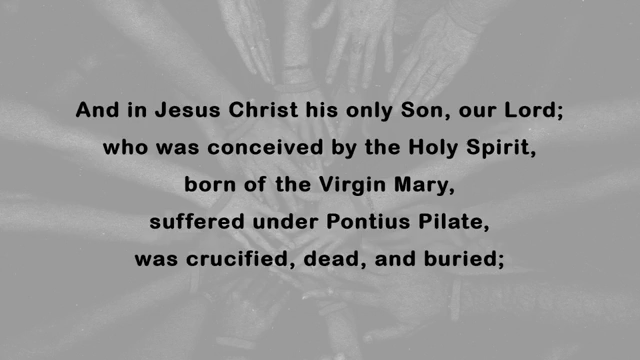 And in Jesus Christ his only Son, our Lord;
who was conceived by the Holy Spirit,
born of the Virgin Mary,
suffered under Pontius Pilate,
was crucified, dead, and buried;